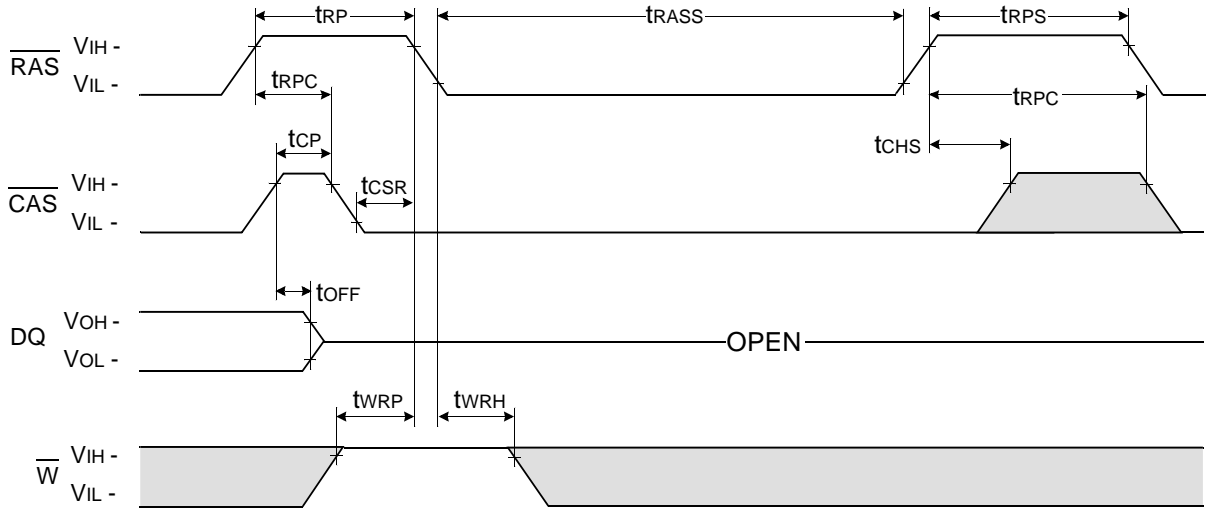 tRP
tRASS
tRPS
RAS
VIH -
VIL -
tRPC
tRPC
tCP
tCHS
CAS
VIH -
VIL -
tCSR
tOFF
DQ
VOH -
VOL -
OPEN
tWRP
tWRH
W
VIH -
VIL -